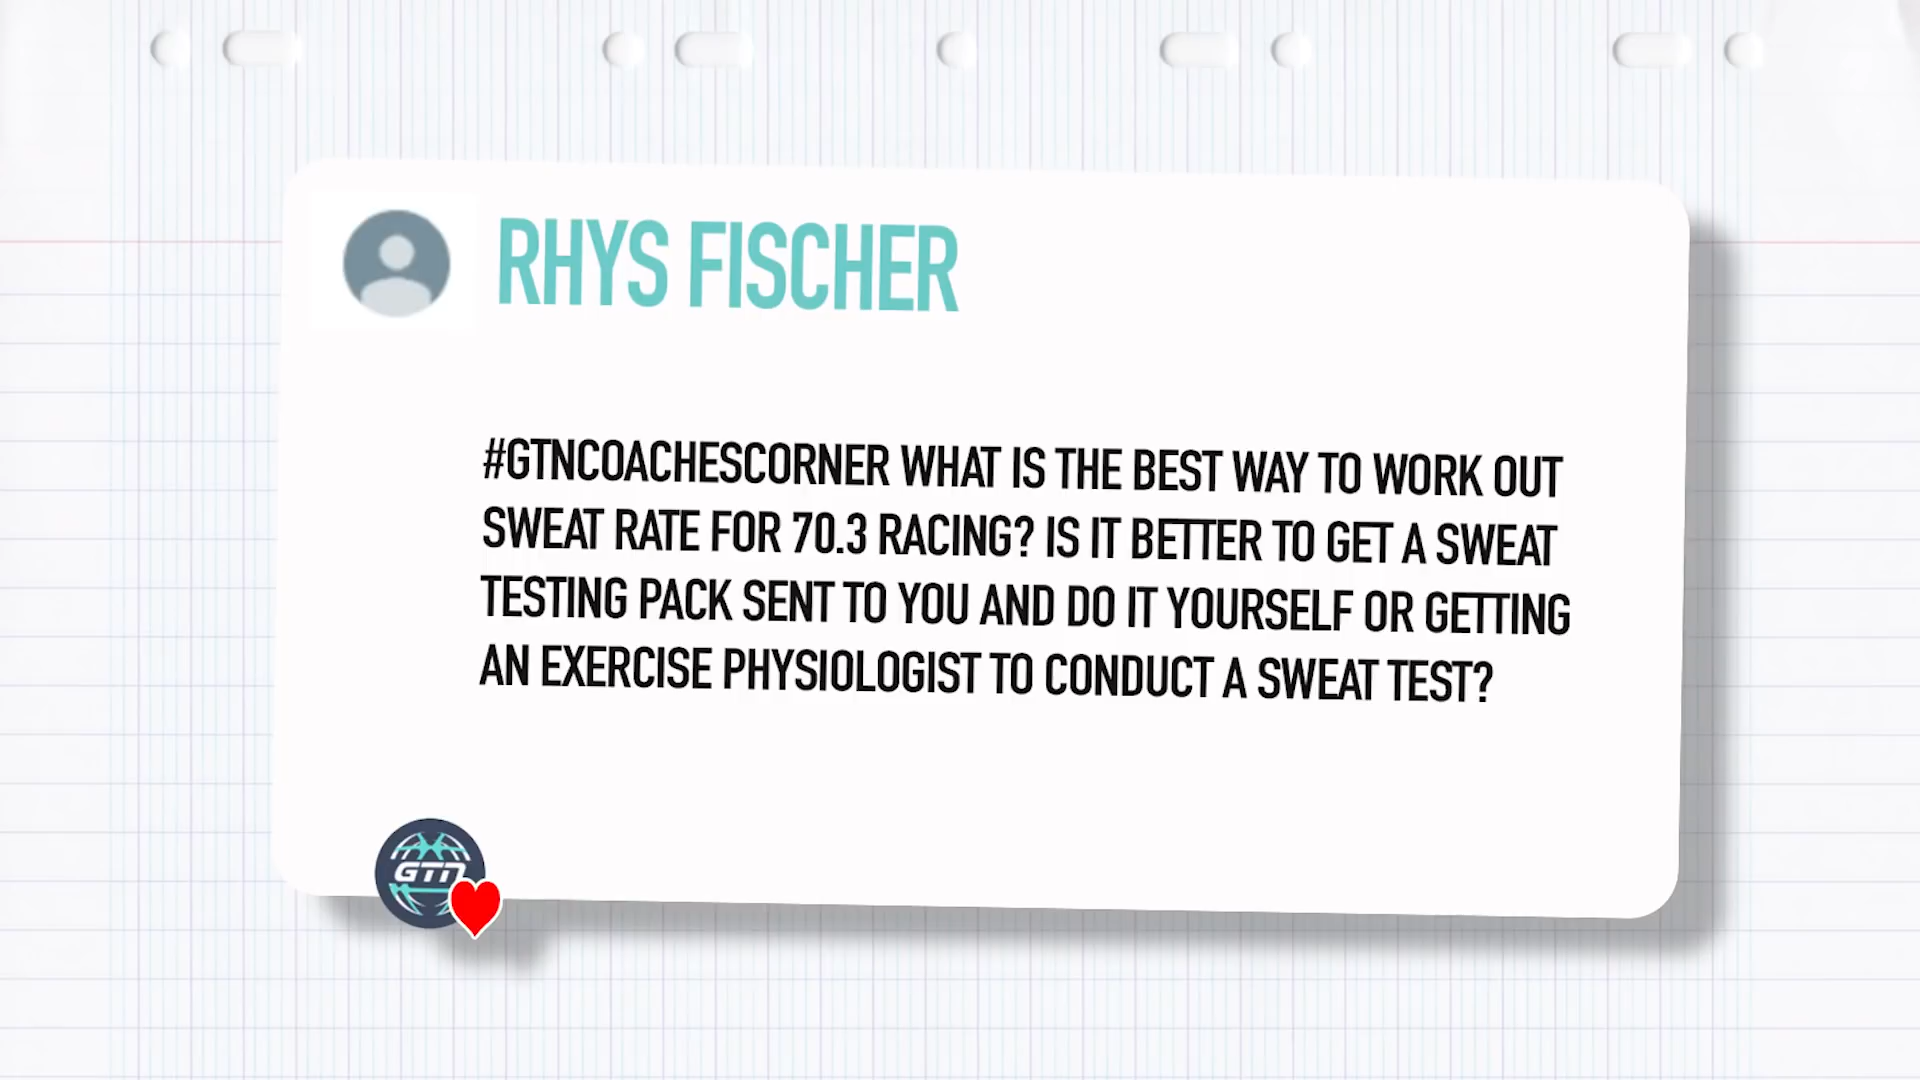 RHYS FISCHER
#GTNCOACHESCORNER WHAT IS THE BEST WAY TO WORK OUT
SWEAT RATE FOR 70.3 RACING? IS IT BETTER TO GET A SWEAT
TESTING PACK SENT TO YOU AND DO IT YOURSELF OR GETTING
AN EXERCISE PHYSIOLOGIST TO CONDUCT A SWEAT TEST?
GTN